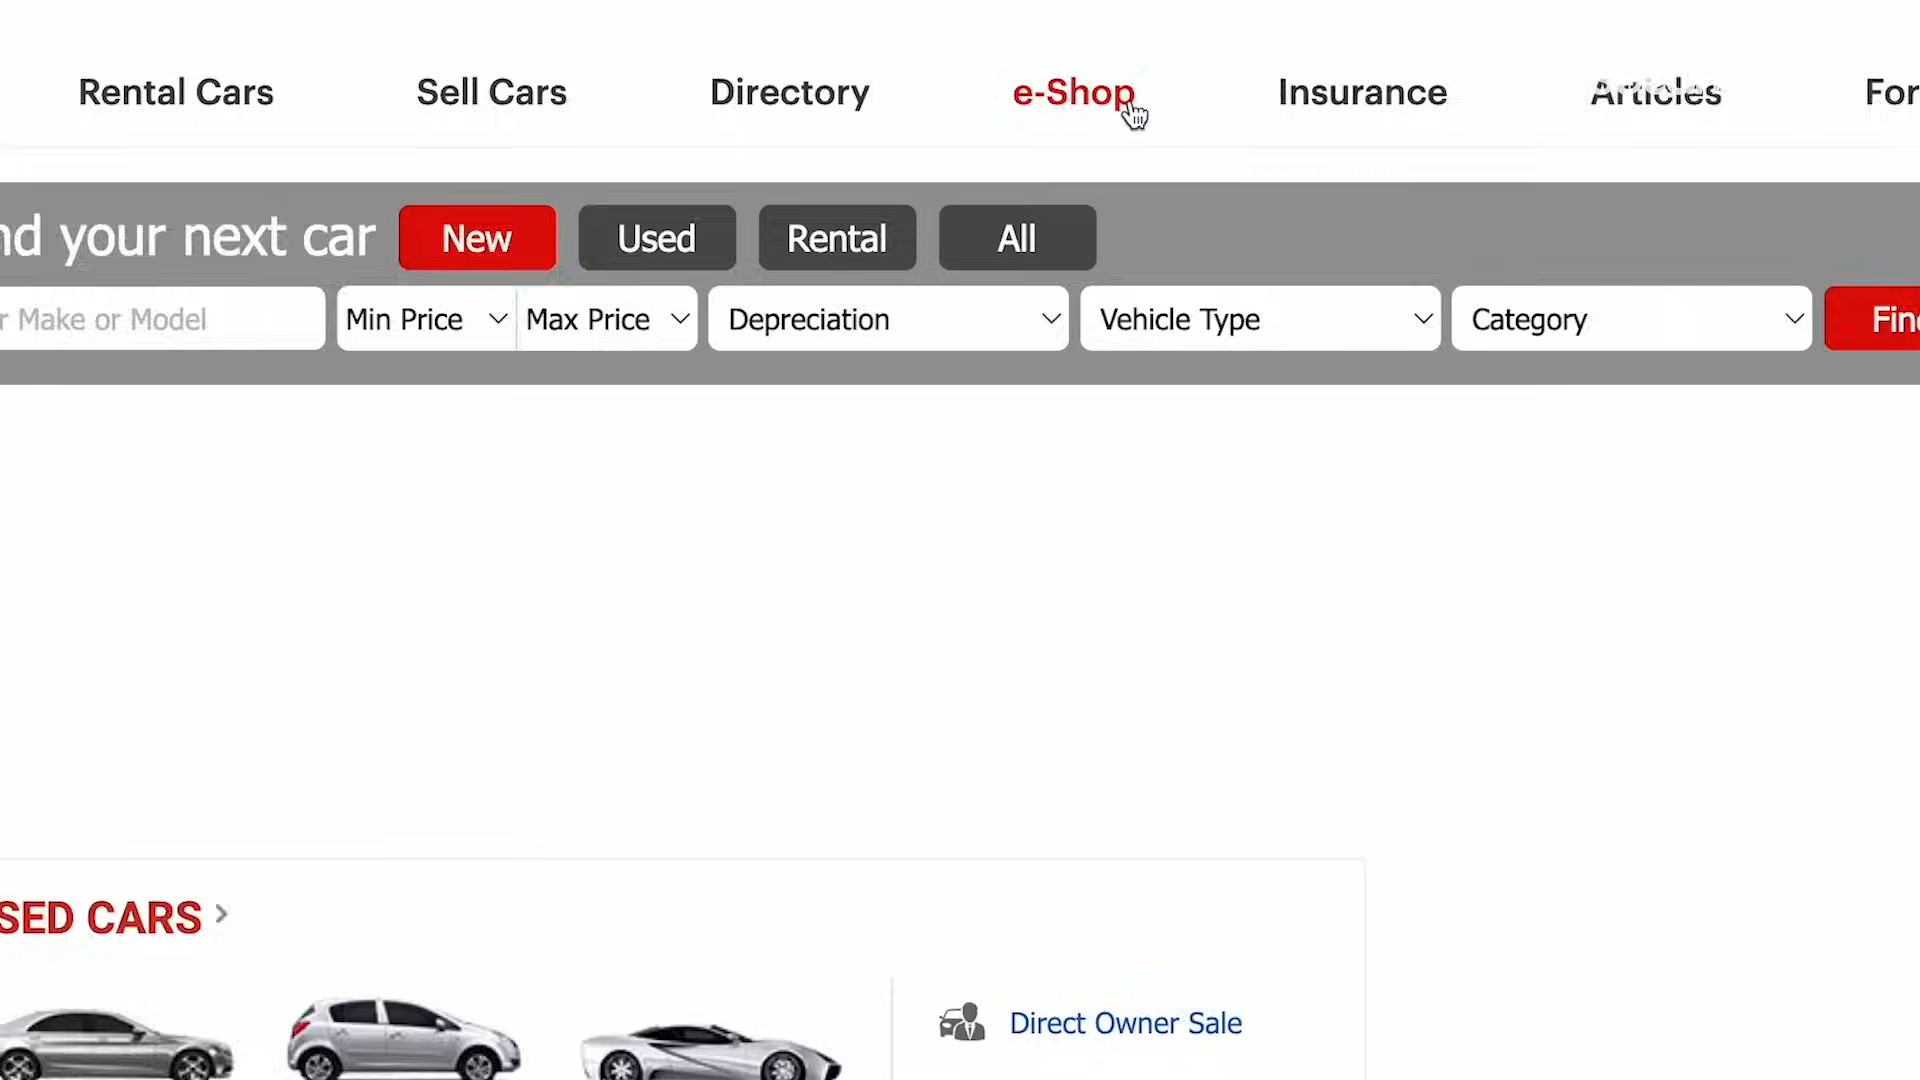 Rental Cars Sell Cars Directory e-Shop Insurance Articles For
nd your next car New Used Rental All
r Make or Model Min Price Max Price Depreciation Vehicle Type Category Fin
SED CARS
Direct Owner Sale